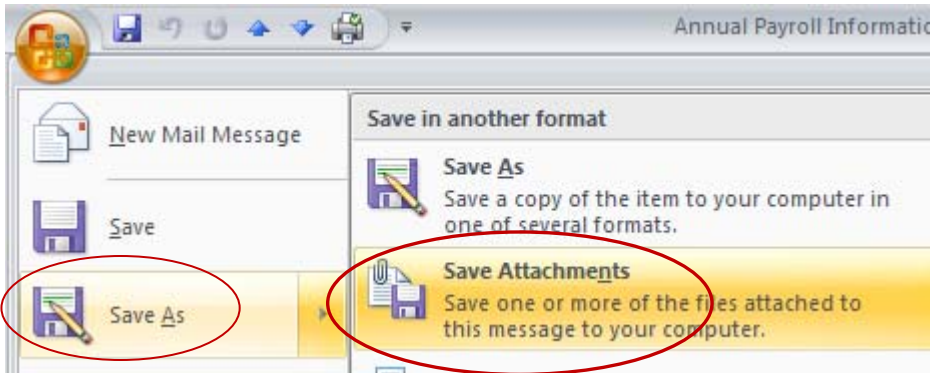 Annual Payroll Informatic
New Mail Message
Save
Save As
Save in another format
Save As
Save a copy of the item to your computer in
one of several formats.
Save Attachments
Save one or more of the files attached to
this message to your computer.